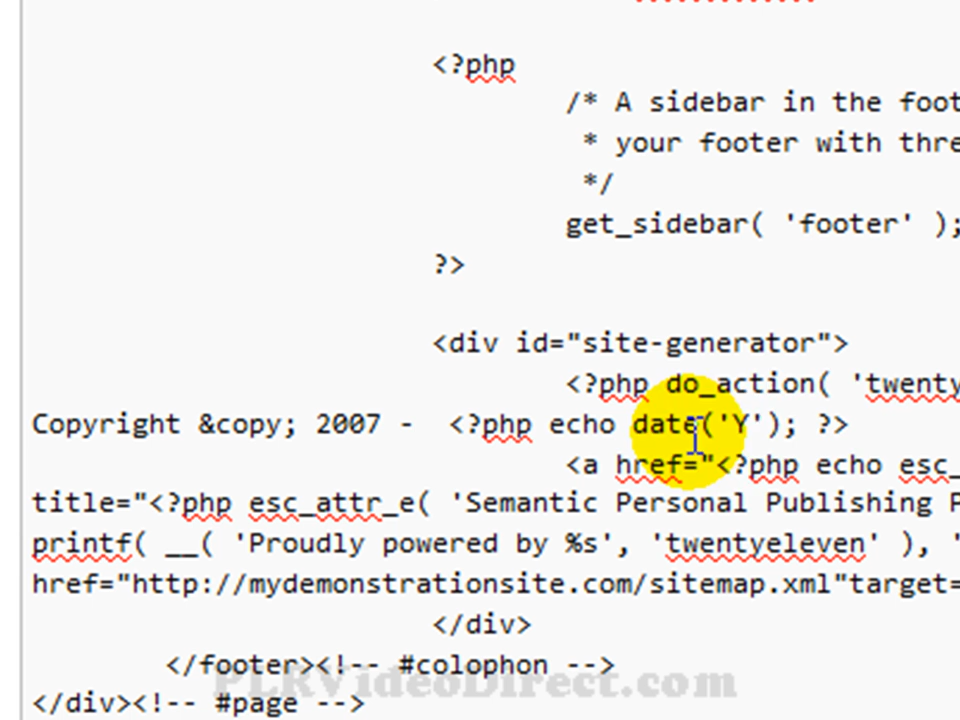 <?php
/* A sidebar in the foot
* your footer with thre
*/
get_sidebar( 'footer' );
?>
<div id="site-generator">
<?php do_action( 'twenty
Copyright &copy; 2007 - <?php echo date('Y'); ?>
<a href="<?php echo esc_
title="<?php esc_attr_e( 'Semantic Personal Publishing P
printf( __( 'Proudly powered by %s', 'twentyeleven' ), '
href="http://mydemonstrationsite.com/sitemap.xml"target=
</div>
</footer><!-- #colophon -->
PLRVideoDirect.com
</div><!-- #page -->